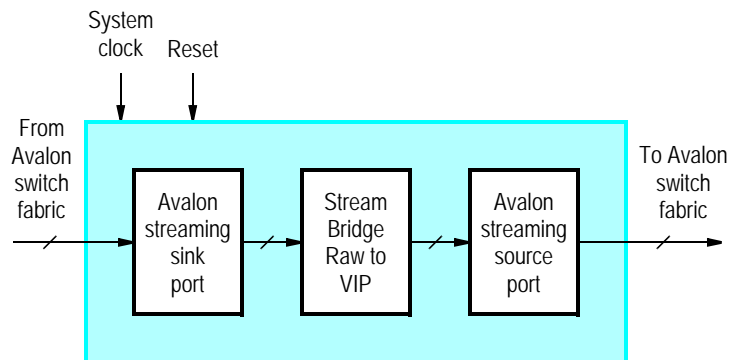 System
clock
Reset
From
Avalon
switch
fabric
Avalon
streaming
sink
port
Stream
Bridge
Raw to
VIP
Avalon
streaming
source
port
To Avalon
switch
fabric